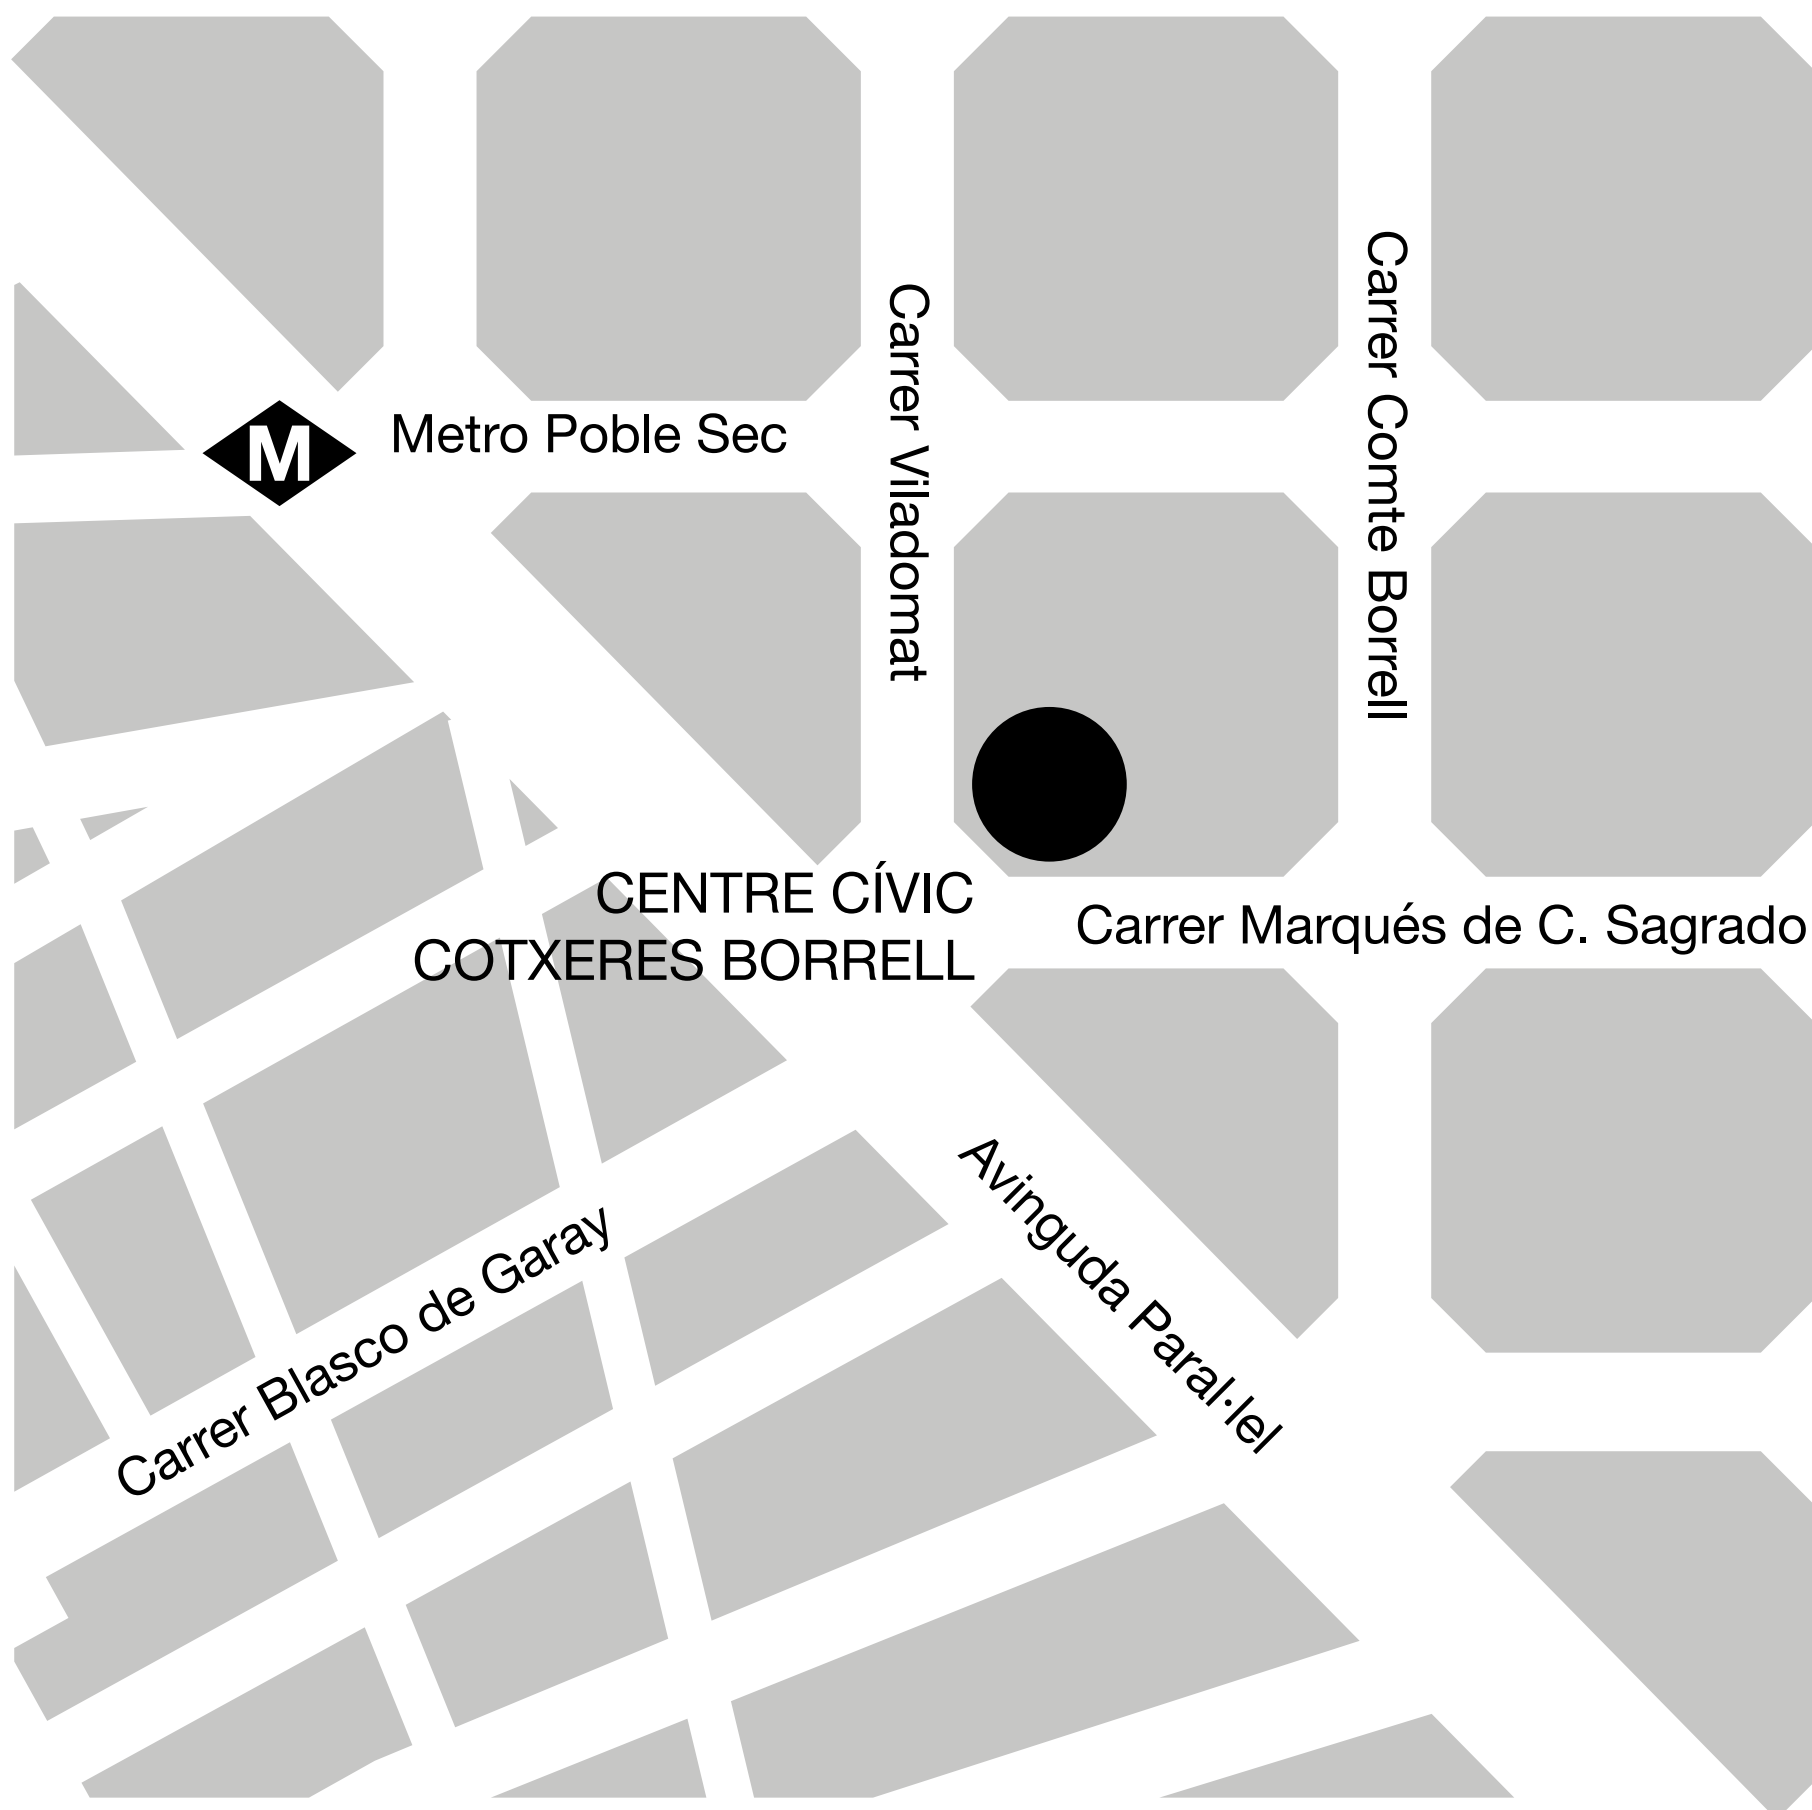 Carrer Comte Borrell
Carrer Viladomat
M
Metro Poble Sec
CENTRE CÍVIC
COTXERES BORRELL
Carrer Marqués de C. Sagrado
Avinguda Paral·lel
Carrer Blasco de Garay